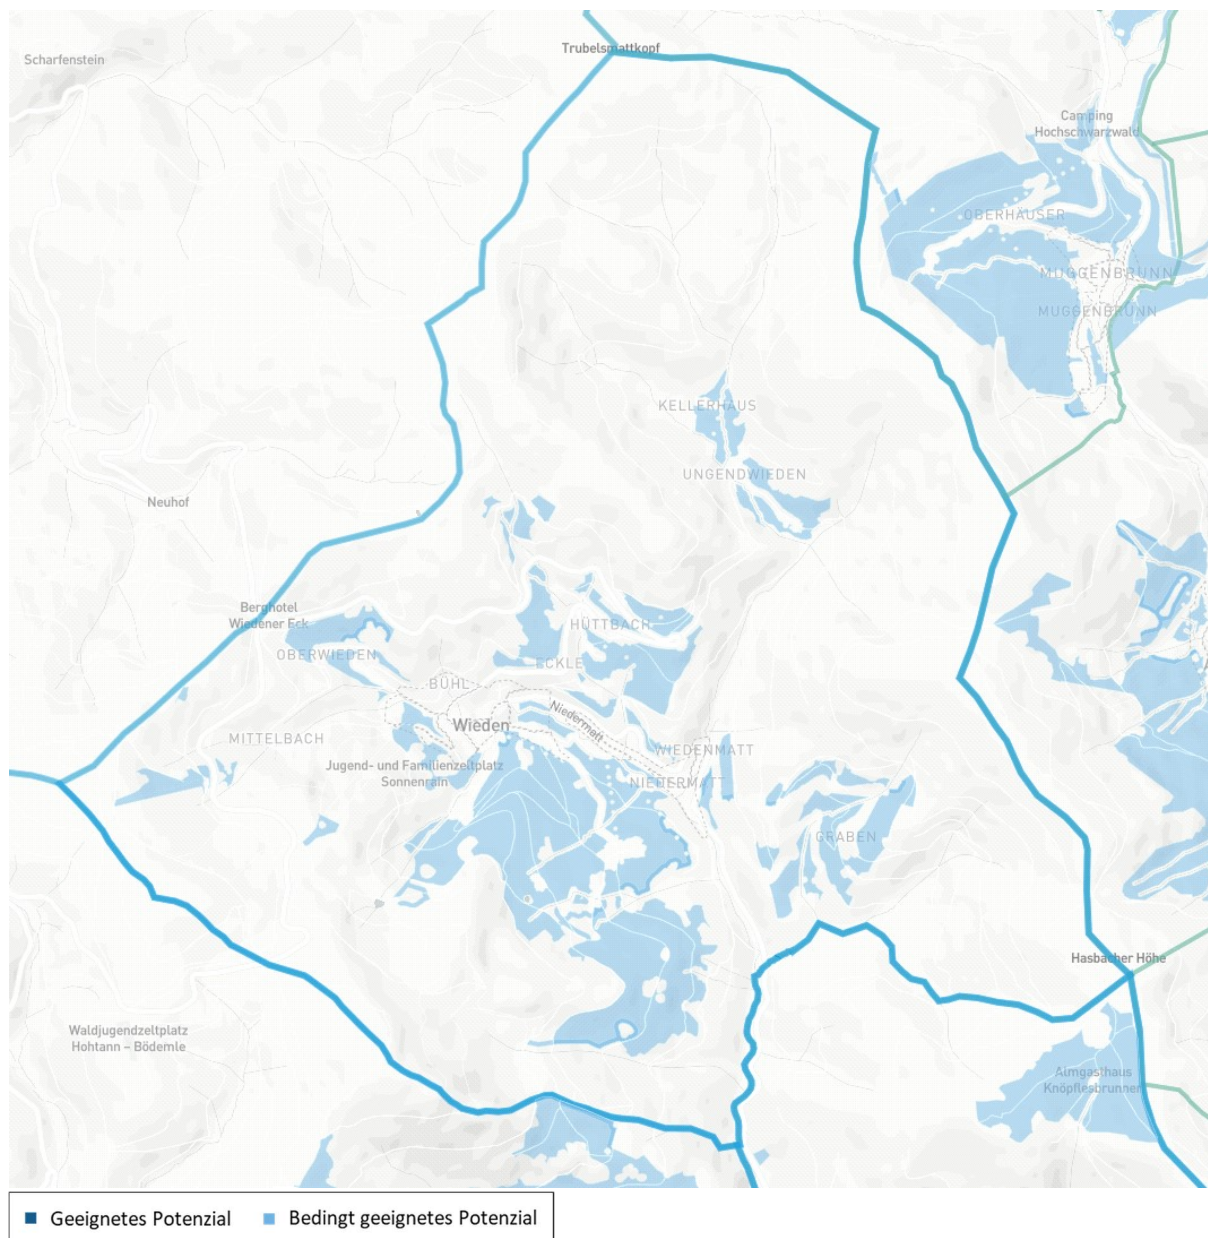 Trubelsmattkopf
Scharfenstein
Camping
Hochschwarzwald
OBERHÄUSER
MUGGENBRUNN
MUGGENBRUNN
KELLERHAUS
UNGENDWIEDEN
Neuhof
Berghotel
Wiedener Eck
HÜTTBACH
OBERWIEDEN
ECKLE
BÜHL
Wieden
Niedermatt
MITTELBACH
WIEDENMATT
Jugend- und Familienzeltplatz
Sonnenrain
NIEDERMATT
GRABEN
Hasbacher Höhe
Waldjugendzeltplatz
Hohtann – Bödemle
Almgasthaus
Knöpflesbrunnen
Geeignetes Potenzial
Bedingt geeignetes Potenzial